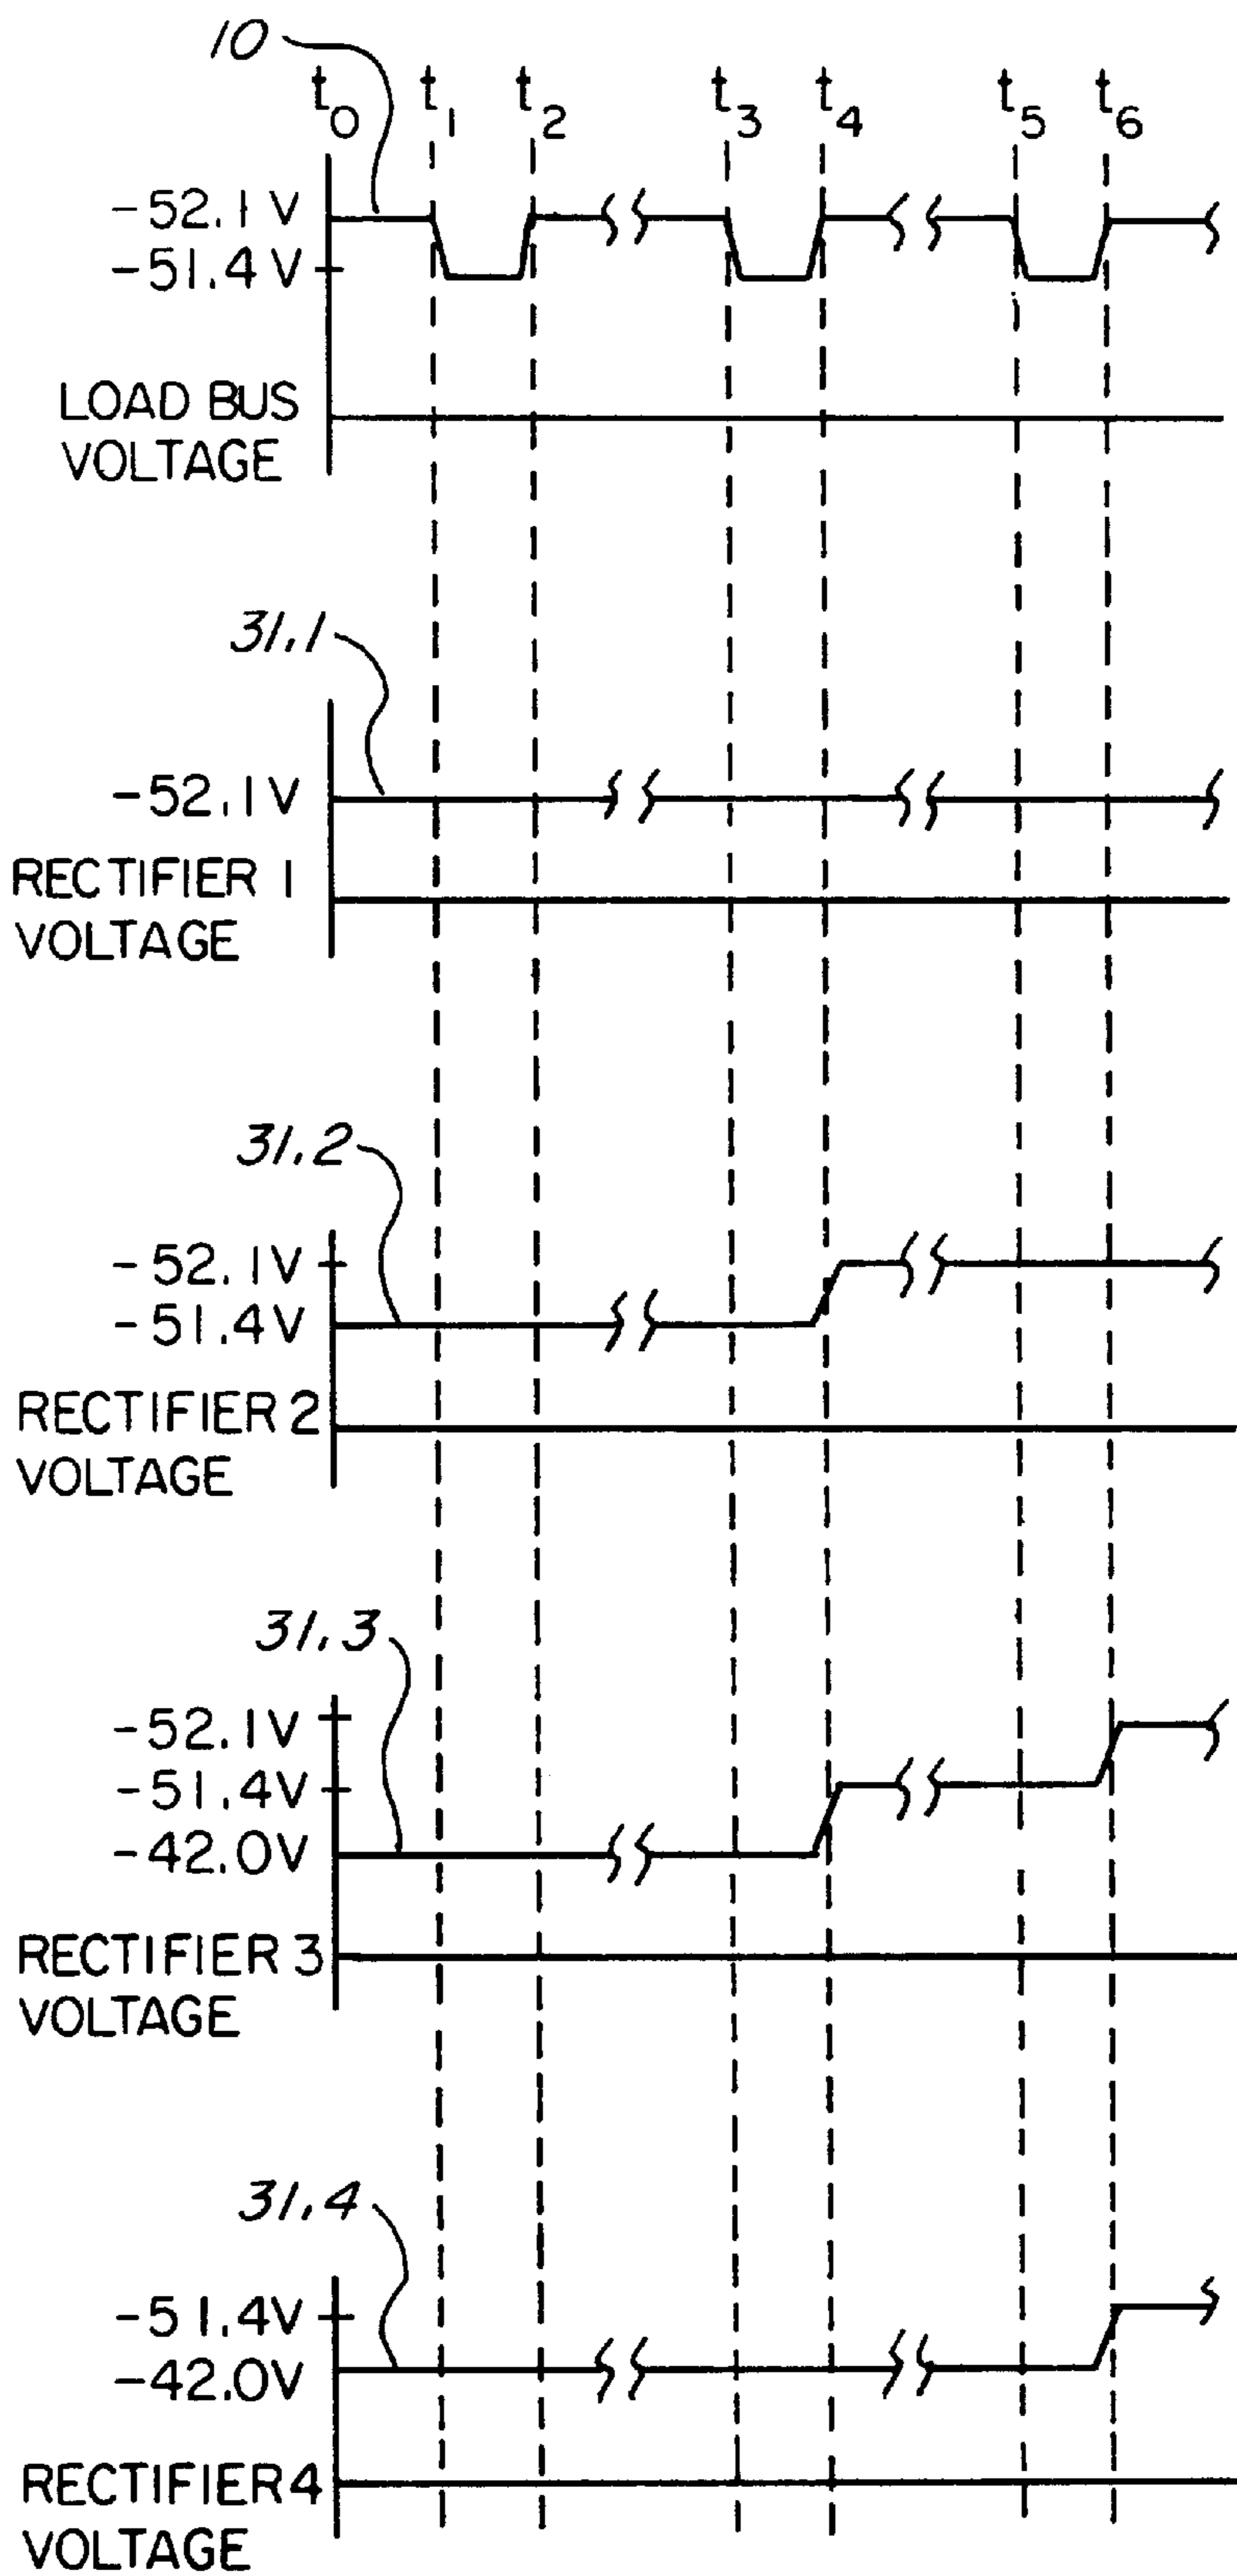 10
t0 t1 t2 t3 t4 t5 t6
-52.1V
-51.4V
LOAD BUS
VOLTAGE
31.1
-52.1V
RECTIFIER 1
VOLTAGE
31.2
-52.1V
-51.4V
RECTIFIER 2
VOLTAGE
31.3
-52.1V
-51.4V
-42.0V
RECTIFIER 3
VOLTAGE
31.4
-51.4V
-42.0V
RECTIFIER 4
VOLTAGE